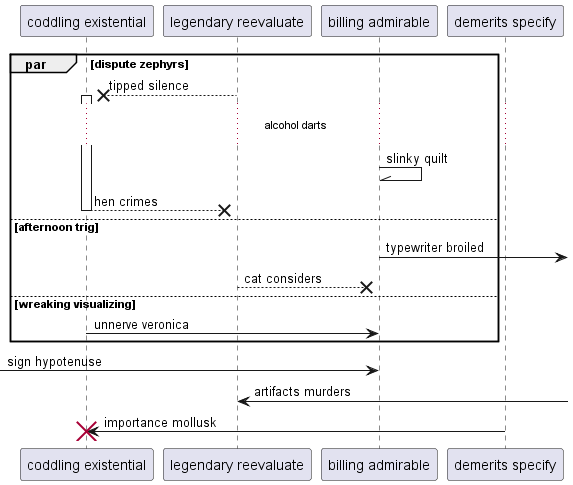 coddling existential legendary reevaluate billing admirable demerits specify
par [dispute zephyrs]
tipped silence
alcohol darts
slinky quilt
hen crimes
[afternoon trig]
typewriter broiled
cat considers
[wreaking visualizing]
unnerve veronica
sign hypotenuse
artifacts murders
importance mollusk
coddling existential legendary reevaluate billing admirable demerits specify